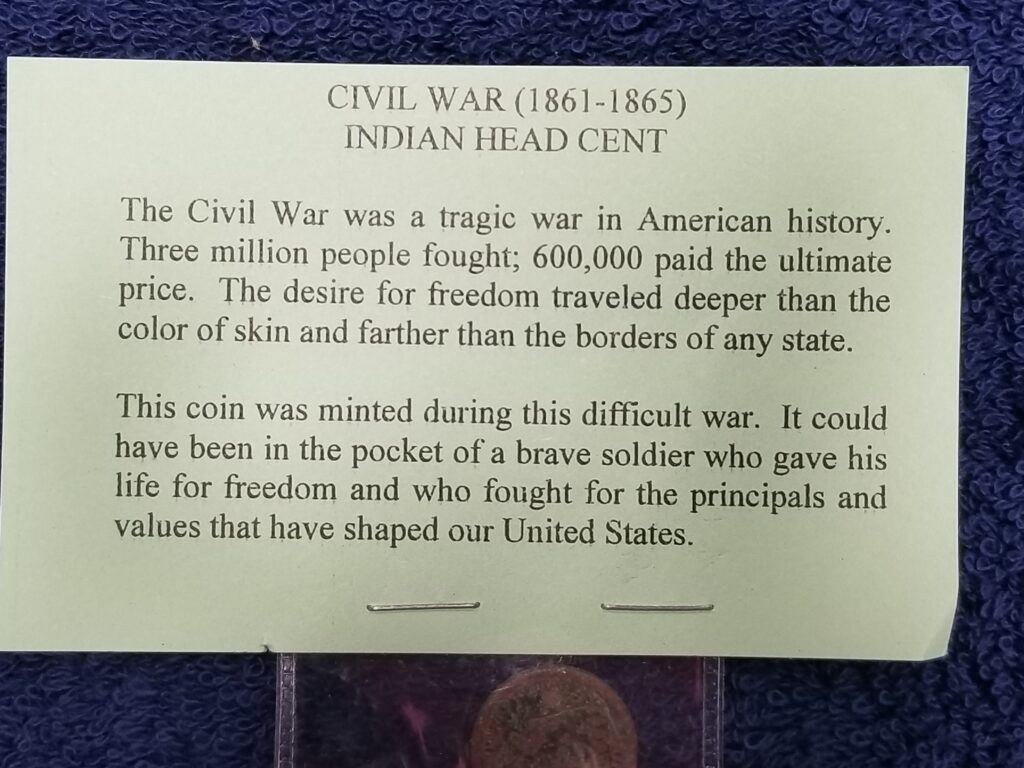 CIVIL WAR (1861-1865)
INDIAN HEAD CENT
The Civil War was a tragic war in American history.
Three million people fought; 600,000 paid the ultimate
price. The desire for freedom traveled deeper than the
color of skin and farther than the borders of any state.
This coin was minted during this difficult war. It could
have been in the pocket of a brave soldier who gave his
life for freedom and who fought for the principals and
values that have shaped our United States.